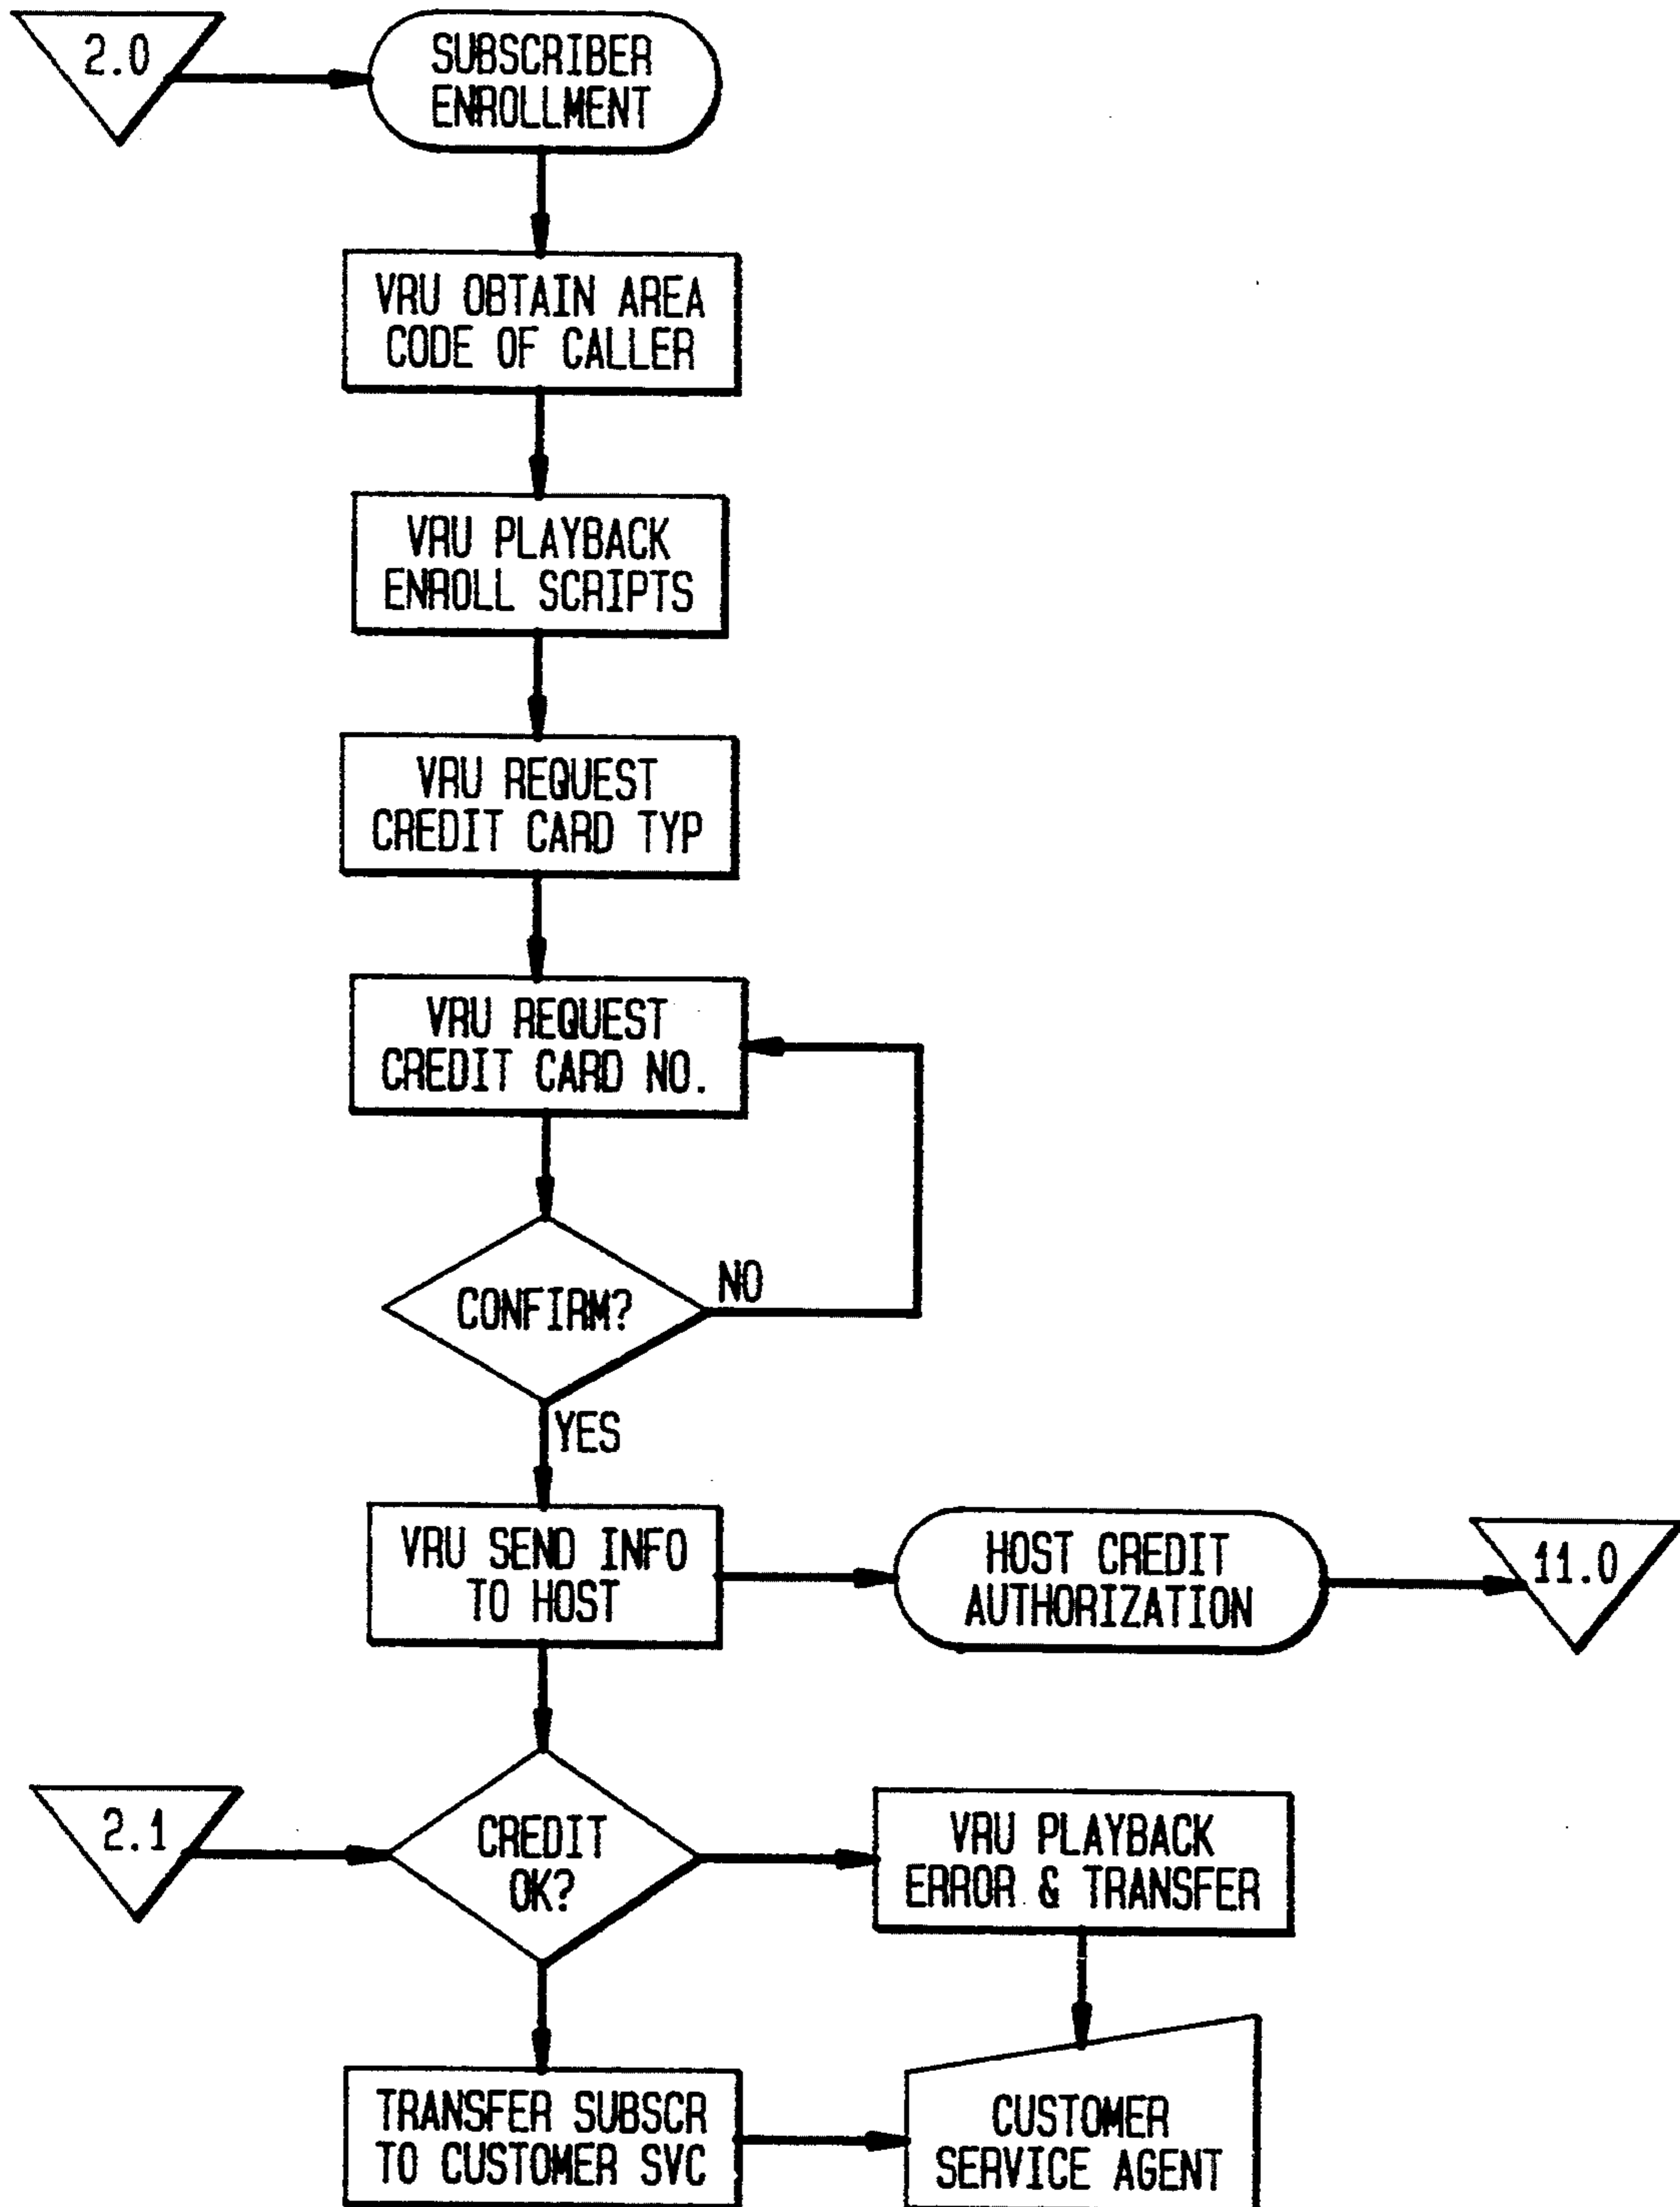 2.0
SUBSCRIBER
ENROLLMENT
VRU OBTAIN AREA
CODE OF CALLER
VRU PLAYBACK
ENROLL SCRIPTS
VRU REQUEST
CREDIT CARD TYP
VRU REQUEST
CREDIT CARD NO.
CONFIRM?
NO
YES
VRU SEND INFO
TO HOST
HOST CREDIT
AUTHORIZATION
11.0
2.1
CREDIT
OK?
VRU PLAYBACK
ERROR & TRANSFER
TRANSFER SUBSCR
TO CUSTOMER SVC
CUSTOMER
SERVICE AGENT